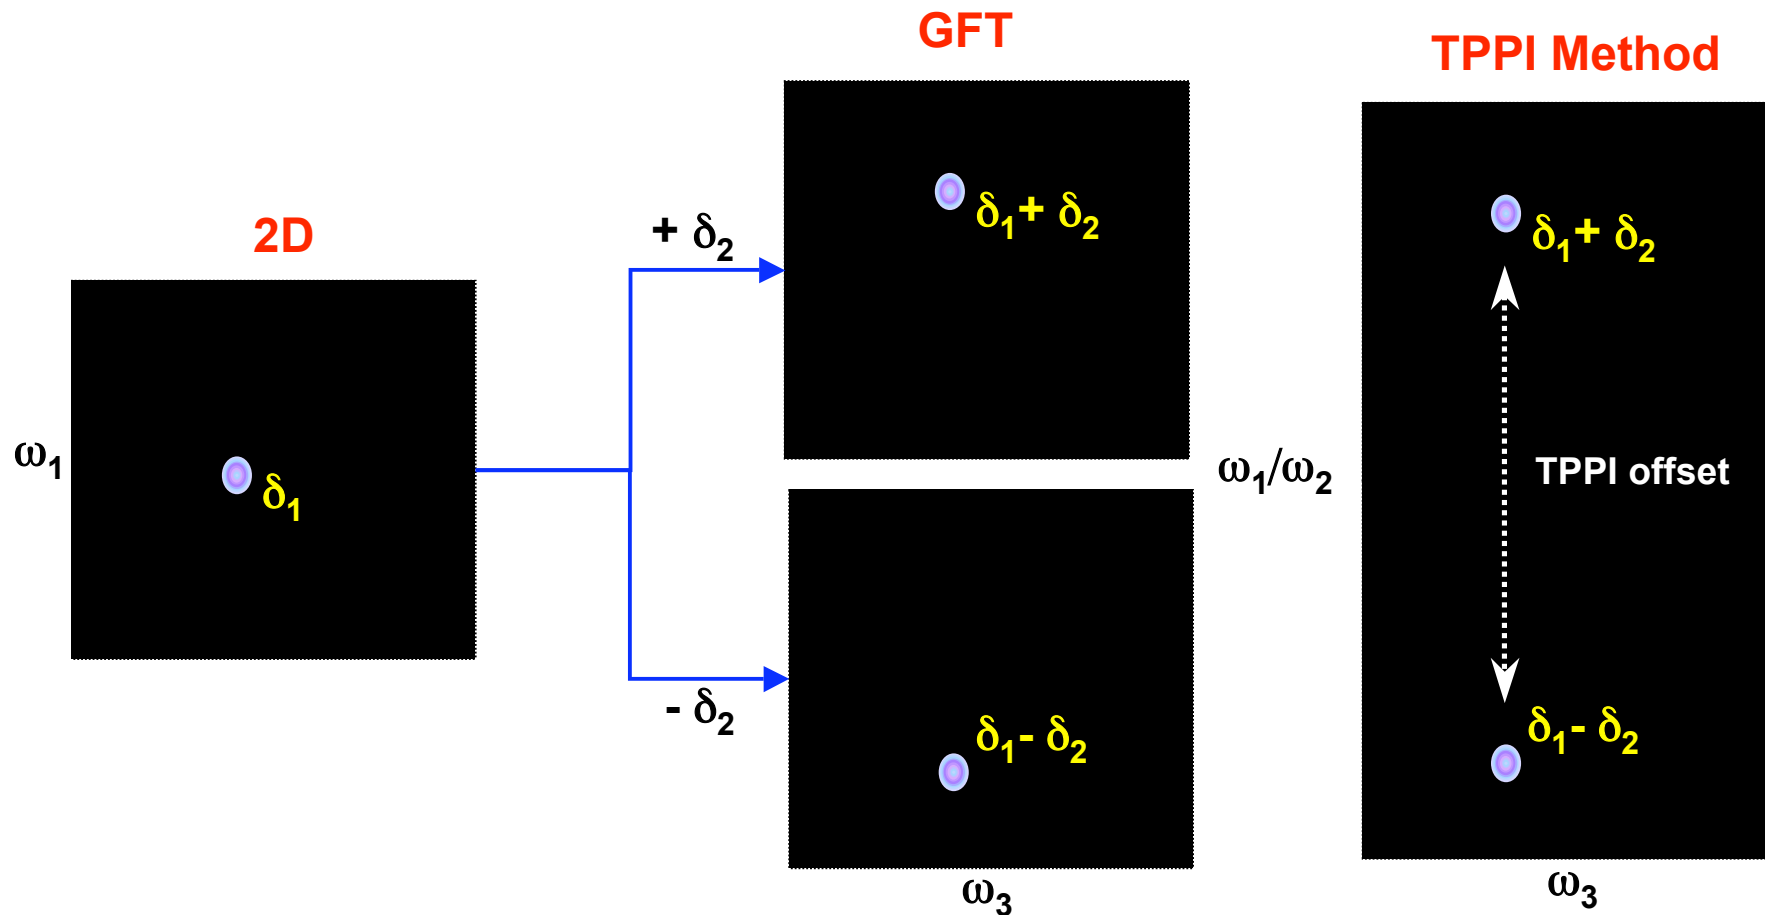 GFT
TPPI Method
2D
+ δ₂
δ₁+ δ₂
δ₁+ δ₂
ω₁
δ₁
ω₁/ω₂
TPPI offset
- δ₂
δ₁- δ₂
δ₁- δ₂
ω₃
ω₃